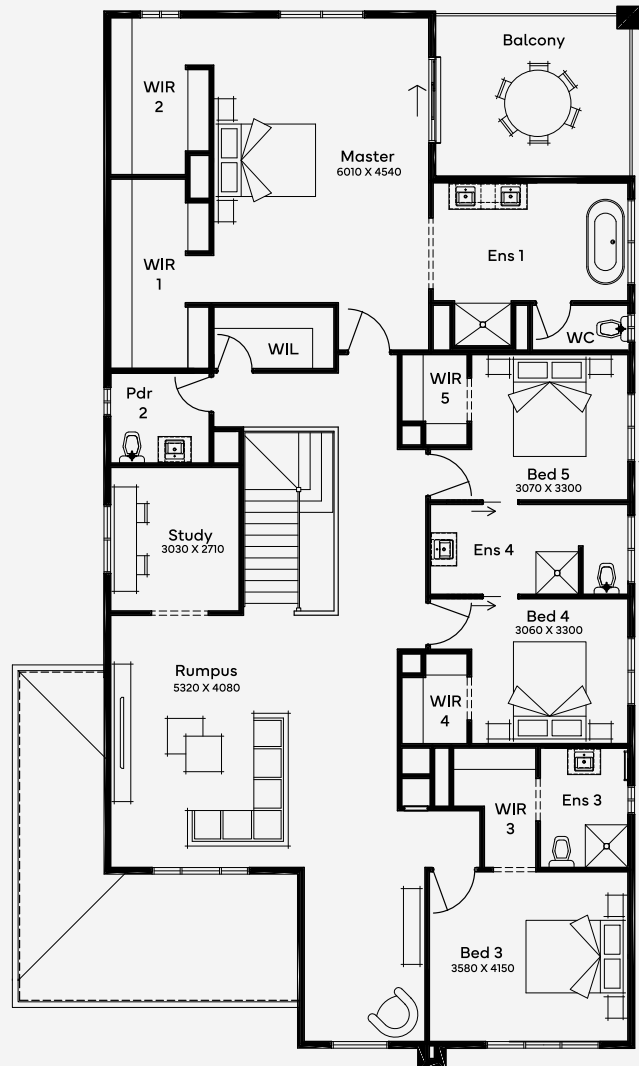 Balcony
WIR
2
Master
6010 X 4540
WIR
1
Ens 1
WC
WIL
Pdr
2
WIR
5
Bed 5
3070 X 3300
Study
3030 X 2710
Ens 4
Bed 4
3060 X 3300
Rumpus
5320 X 4080
WIR
4
WIR
3
Ens 3
Bed 3
3580 X 4150